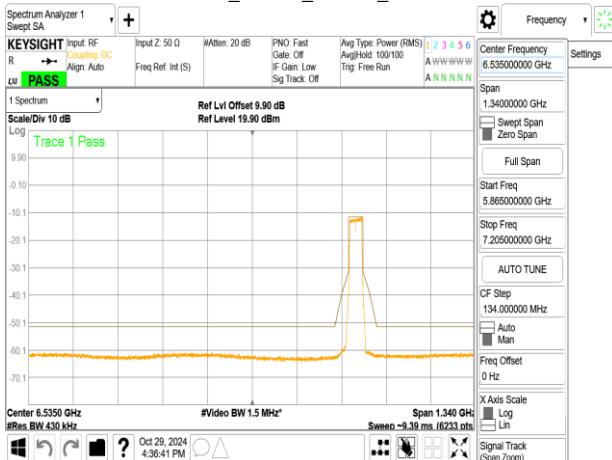 Spectrum Analyzer 1
Swept SA
Frequency
KEYSIGHT
Input: RF
Coupling: DC
Align: Auto
Input Z: 50 Ω
Freq Ref: Int (S)
#Atten: 20 dB
PNO: Fast
Gate: Off
IF Gain: Low
Sig Track: Off
Avg Type: Power (RMS)
Avg|Hold: 100/100
Trig: Free Run
1 2 3 4 5 6
A W W W W W
A N N N N N
R
LXI
PASS
1 Spectrum
Scale/Div 10 dB
Ref Lvl Offset 9.90 dB
Ref Level 19.90 dBm
Log
Trace 1 Pass
9.90
-0.10
-10.1
-20.1
-30.1
-40.1
-50.1
-60.1
-70.1
Center 6.5350 GHz
#Video BW 1.5 MHz*
Span 1.340 GHz
#Res BW 430 kHz
Sweep ~9.39 ms (6233 pts
Oct 29, 2024
4:36:41 PM
Center Frequency
6.535000000 GHz
Settings
Span
1.34000000 GHz
Swept Span
Zero Span
Full Span
Start Freq
5.865000000 GHz
Stop Freq
7.205000000 GHz
AUTO TUNE
CF Step
134.000000 MHz
Auto
Man
Freq Offset
0 Hz
X Axis Scale
Log
Lin
Signal Track
(Span Zoom)